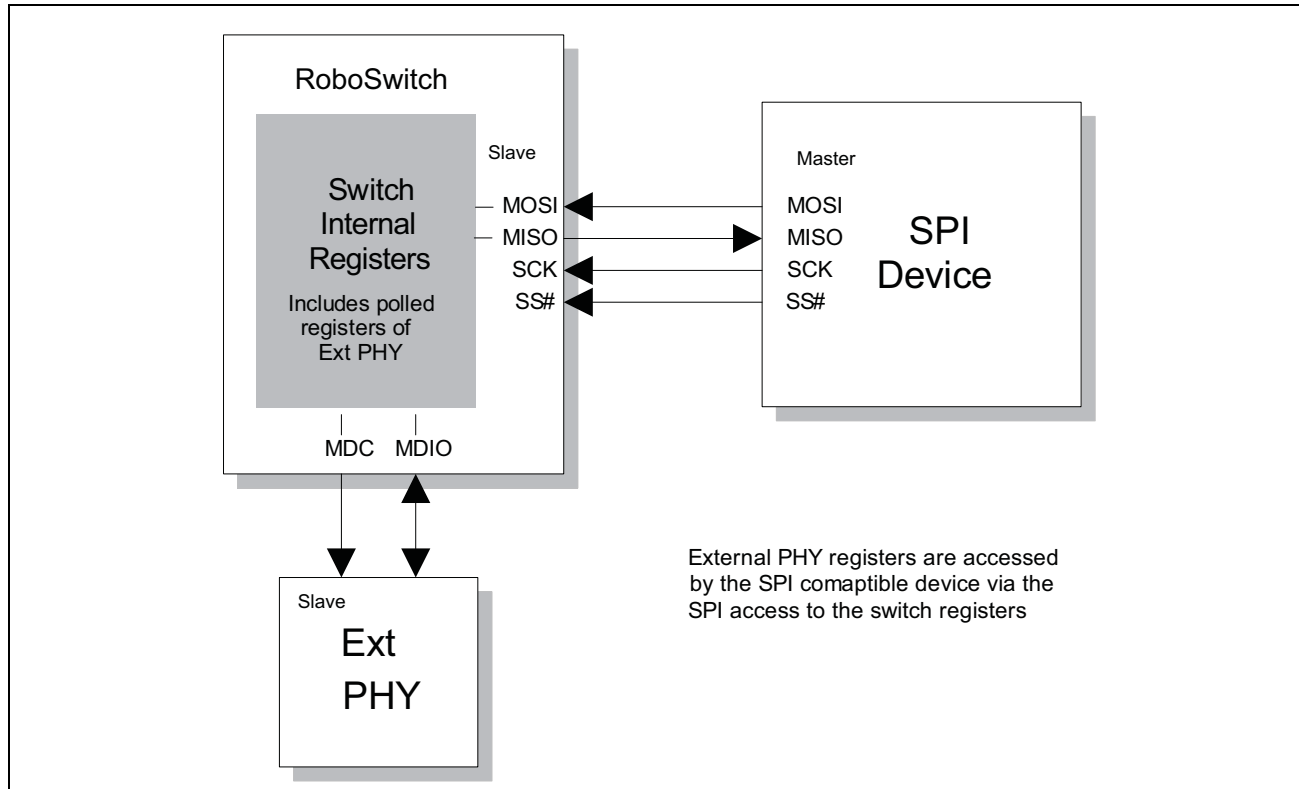 RoboSwitch
Switch
Internal
Registers
Includes polled
registers of
Ext PHY
Slave
MOSI
MISO
SCK
SS#
MDC MDIO
Master
MOSI
MISO
SCK
SS#
SPI
Device
Slave
Ext
PHY
External PHY registers are accessed
by the SPI comaptible device via the
SPI access to the switch registers